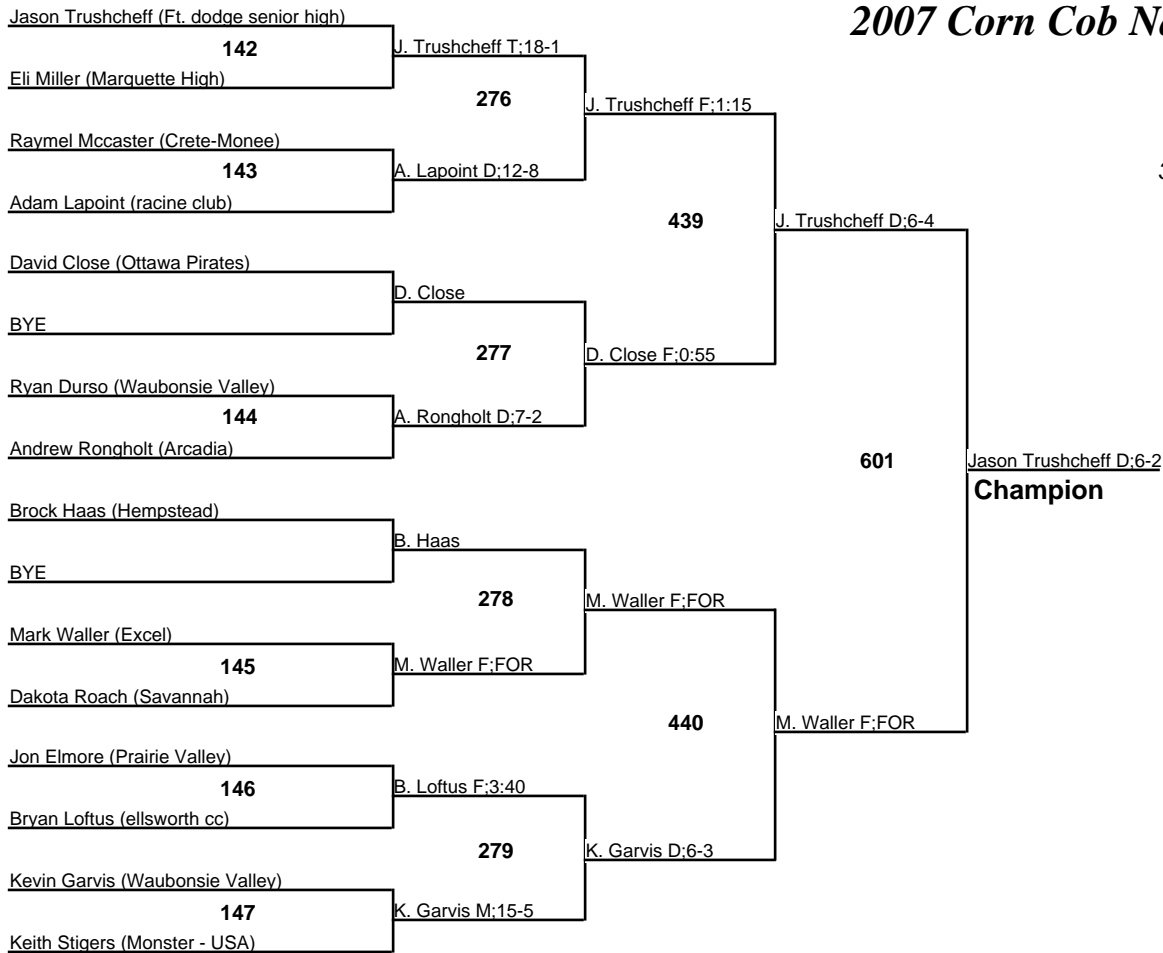 2007 Corn Cob Na
Jason Trushcheff (Ft. dodge senior high)
142
Eli Miller (Marquette High)
J. Trushcheff T;18-1
276
Raymel Mccaster (Crete-Monee)
143
Adam Lapoint (racine club)
A. Lapoint D;12-8
J. Trushcheff F;1:15
439
David Close (Ottawa Pirates)
BYE
D. Close
277
Ryan Durso (Waubonsie Valley)
144
Andrew Rongholt (Arcadia)
A. Rongholt D;7-2
D. Close F;0:55
J. Trushcheff D;6-4
601
Brock Haas (Hempstead)
BYE
B. Haas
278
Mark Waller (Excel)
145
Dakota Roach (Savannah)
M. Waller F;FOR
M. Waller F;FOR
440
Jon Elmore (Prairie Valley)
146
Bryan Loftus (ellsworth cc)
B. Loftus F;3:40
279
Kevin Garvis (Waubonsie Valley)
147
Keith Stigers (Monster - USA)
K. Garvis M;15-5
K. Garvis D;6-3
M. Waller F;FOR
Jason Trushcheff D;6-2
Champion
3